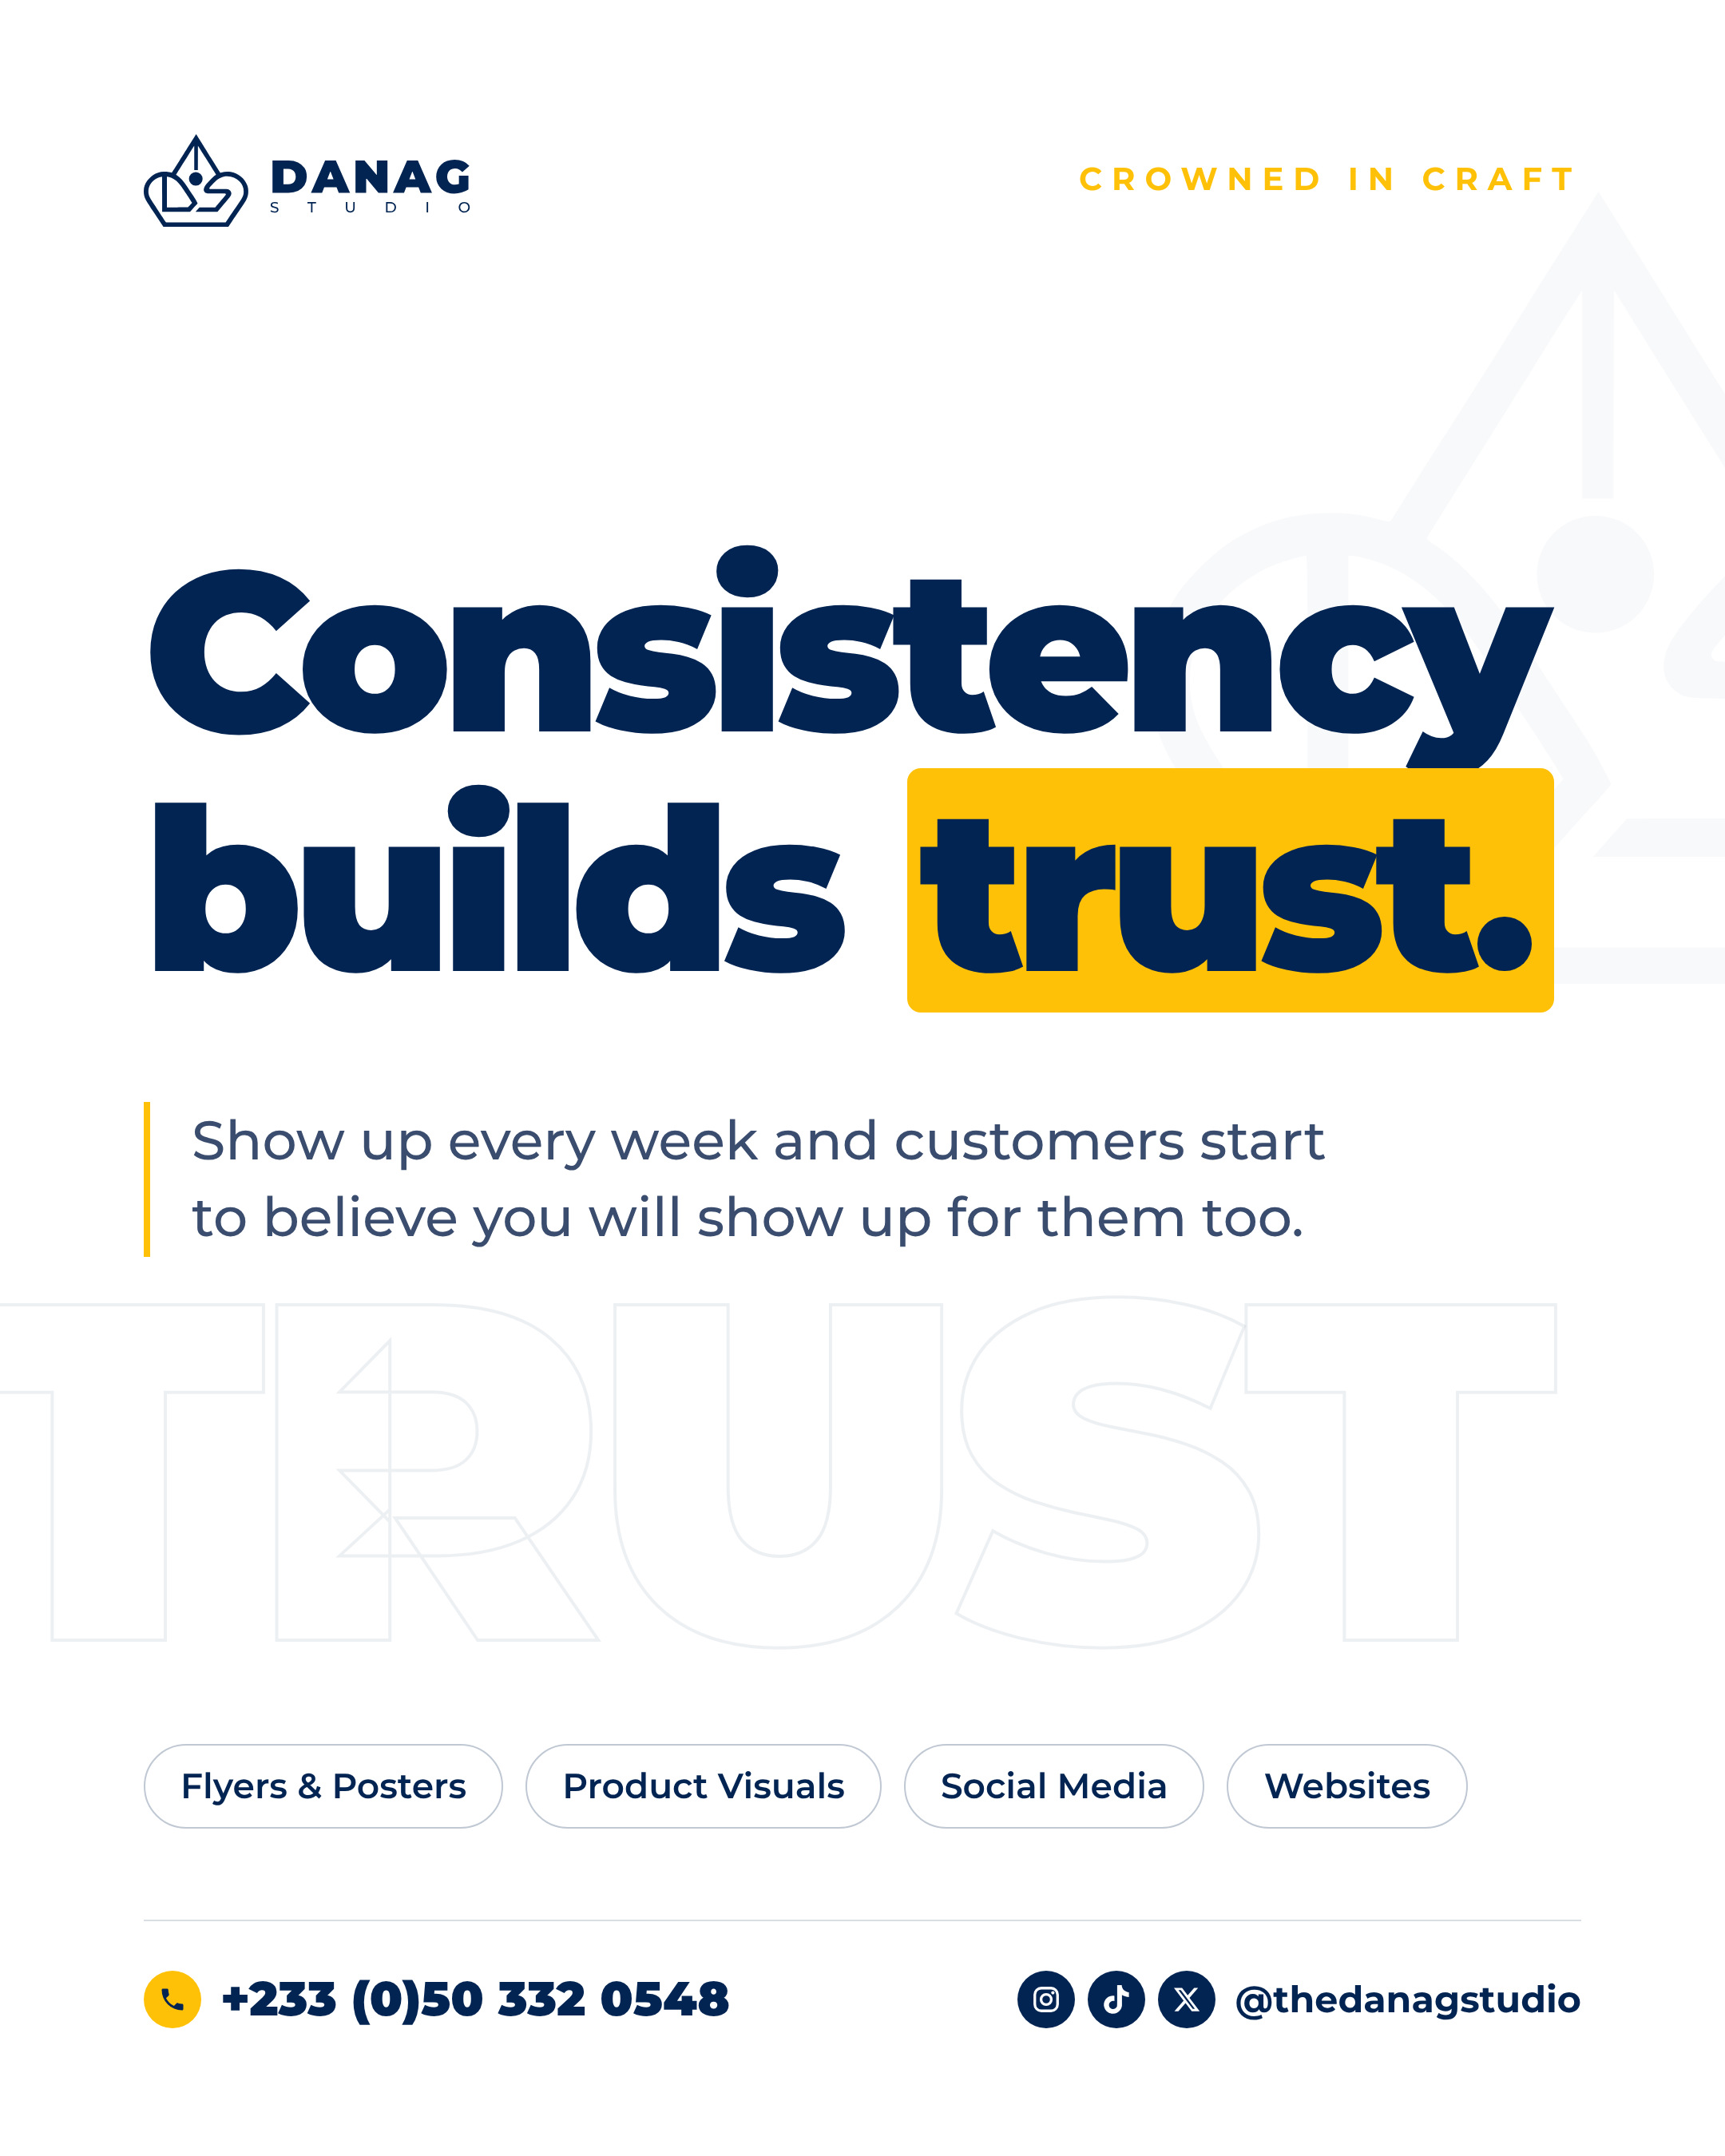 DANAG
STUDIO
CROWNED IN CRAFT
Consistency
builds trust.
Show up every week and customers start
to believe you will show up for them too.
TRUST
Flyers & Posters
Product Visuals
Social Media
Websites
+233 (0)50 332 0548
@thedanagstudio